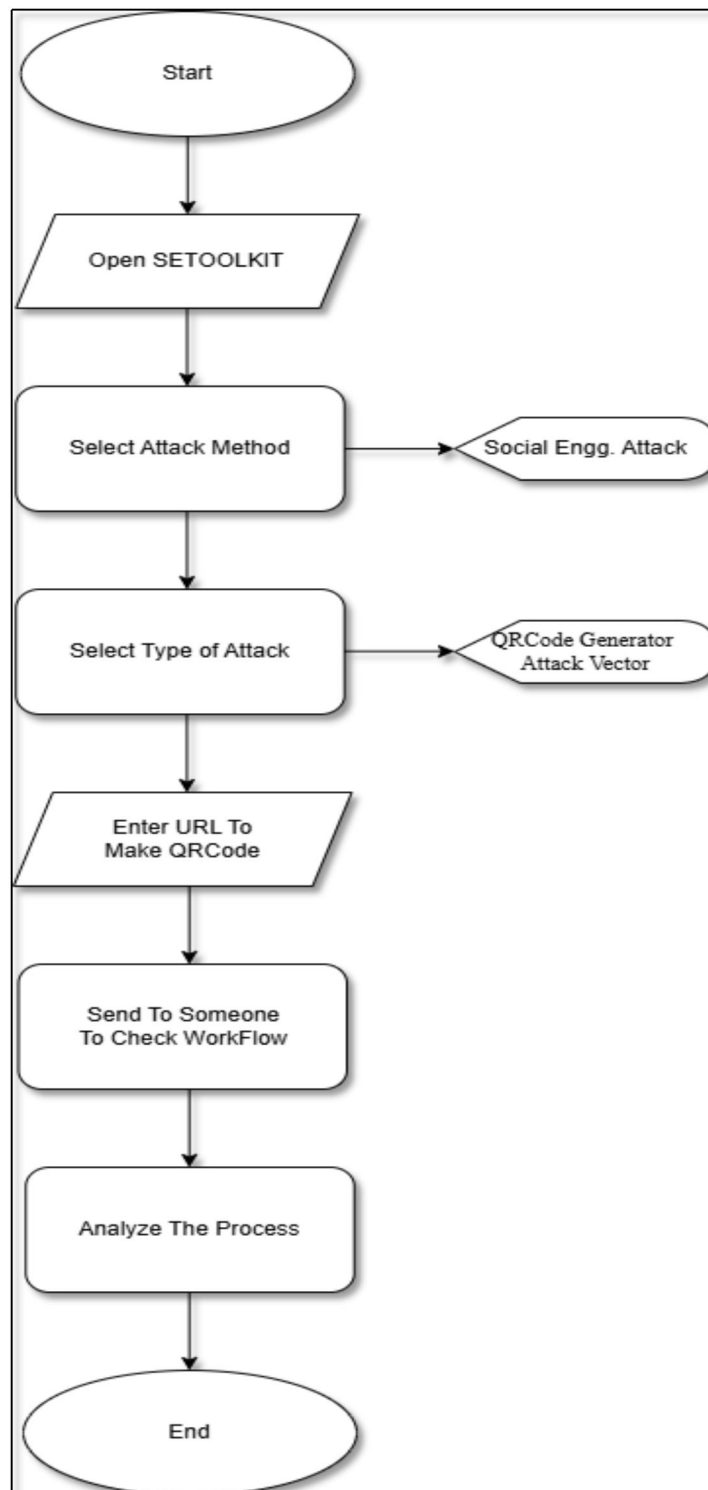 Start
Open SETOOLKIT
Select Attack Method
Social Engg. Attack
Select Type of Attack
QRCode Generator
Attack Vector
Enter URL To
Make QRCode
Send To Someone
To Check WorkFlow
Analyze The Process
End